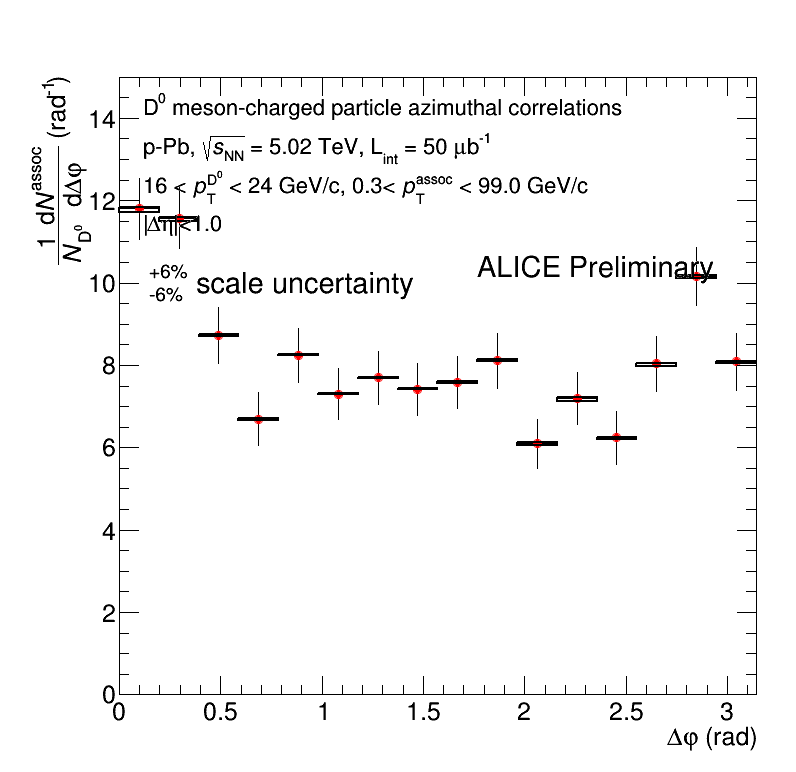 D⁰ meson-charged particle azimuthal correlations
p-Pb, √sNN = 5.02 TeV, Lint = 50 μb⁻¹
16 < pTD⁰ < 24 GeV/c, 0.3< pTassoc < 99.0 GeV/c
|Δη|<1.0
+6%
-6% scale uncertainty
ALICE Preliminary
1 dNassoc
ND⁰ dΔφ (rad⁻¹)
14
12
10
8
6
4
2
0
0 0.5 1 1.5 2 2.5 3
Δφ (rad)